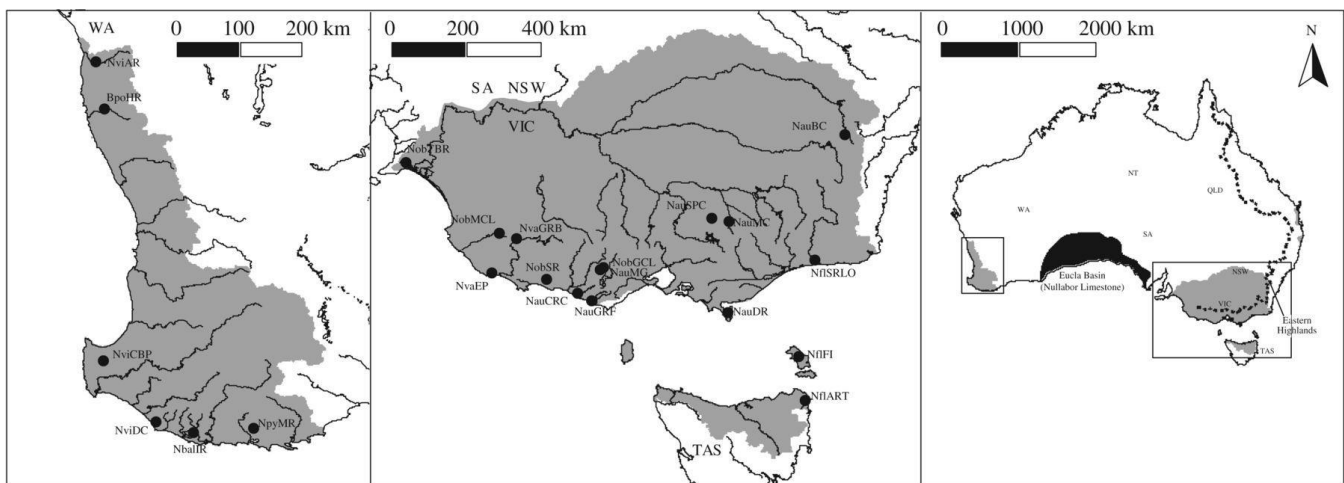 WA
0 100 200 km
NviAR
BpoHR
NviCBP
NviDC
NbalIR
NpyMR
0 200 400 km
SA NSW
VIC
NobTBR
NauBC
NauSPC
NauMC
NobMCL
NvaGRB
NobSR
NobGCL
NauMG
NvaEP
NauCRC
NauGRF
NflSRLO
NauDR
NflFI
NflART
TAS
0 1000 2000 km
N
NT
QLD
WA
SA
Eucla Basin
(Nullabor Limestone)
NSW
VIC
Eastern
Highlands
TAS